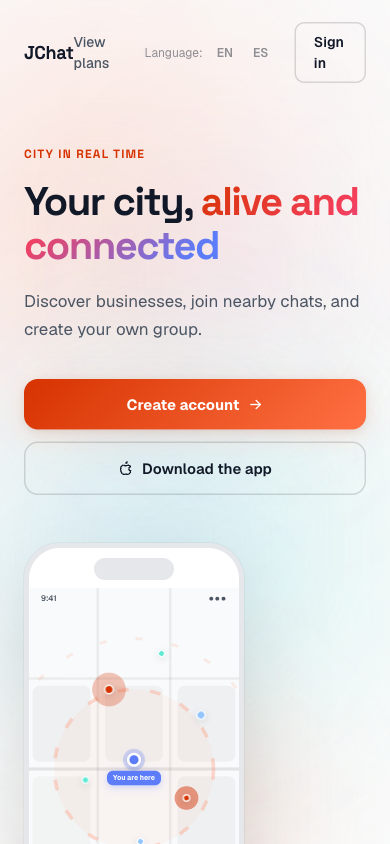 JChat
View plans
Language: EN ES
Sign in
CITY IN REAL TIME
Your city, alive and
connected
Discover businesses, join nearby chats, and
create your own group.
Create account →
Download the app
9:41
You are here